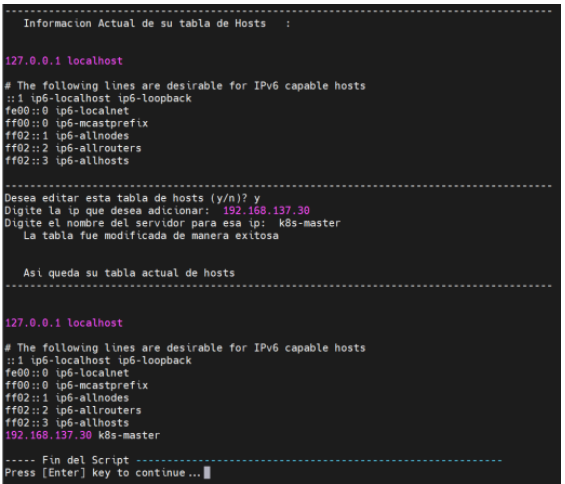 --------------------------------------------------------------------------------
Informacion Actual de su tabla de Hosts :
127.0.0.1 localhost
# The following lines are desirable for IPv6 capable hosts
::1 ip6-localhost ip6-loopback
fe00::0 ip6-localnet
ff00::0 ip6-mcastprefix
ff02::1 ip6-allnodes
ff02::2 ip6-allrouters
ff02::3 ip6-allhosts
--------------------------------------------------------------------------------
Desea editar esta tabla de hosts (y/n)? y
Digite la ip que desea adicionar: 192.168.137.30
Digite el nombre del servidor para esa ip: k8s-master
La tabla fue modificada de manera exitosa
Asi queda su tabla actual de hosts
--------------------------------------------------------------------------------
127.0.0.1 localhost
# The following lines are desirable for IPv6 capable hosts
::1 ip6-localhost ip6-loopback
fe00::0 ip6-localnet
ff00::0 ip6-mcastprefix
ff02::1 ip6-allnodes
ff02::2 ip6-allrouters
ff02::3 ip6-allhosts
192.168.137.30 k8s-master
----- Fin del Script ------------------------------------------------------
Press [Enter] key to continue...